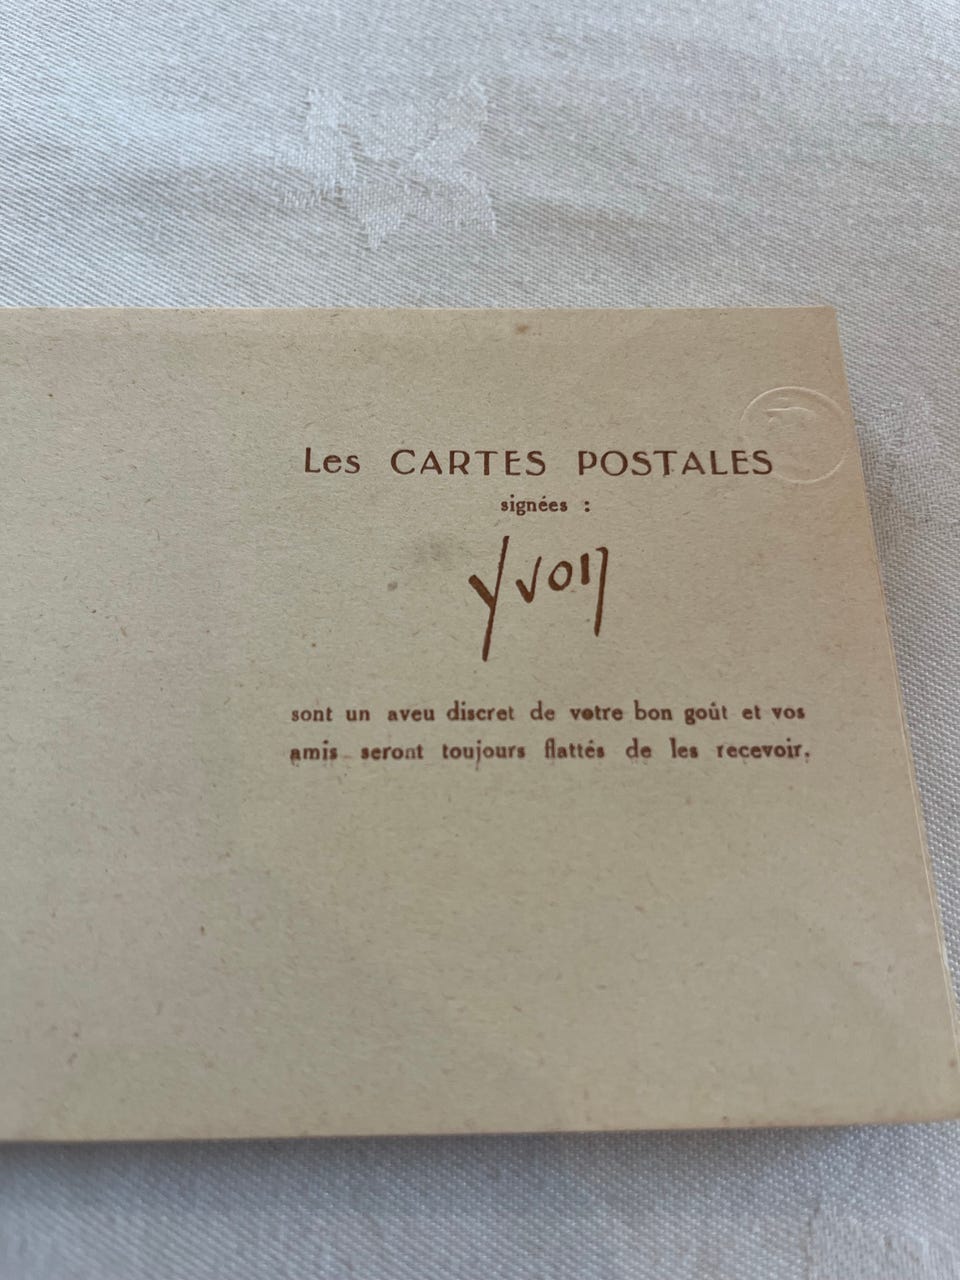 Les CARTES POSTALES
signées :
yvon
sont un aveu discret de votre bon goût et vos
amis seront toujours flattés de les recevoir.